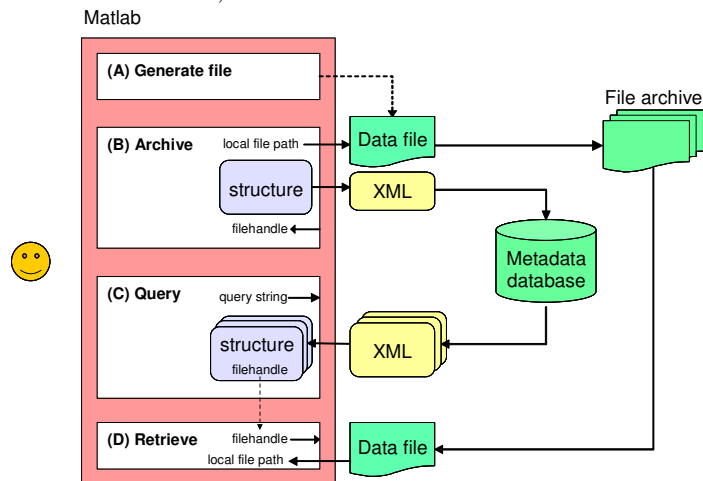 Matlab
(A) Generate file
File archive
(B) Archive
local file path
Data file
structure
XML
filehandle
Metadata
database
(C) Query
query string
structure
filehandle
XML
(D) Retrieve
filehandle
local file path
Data file